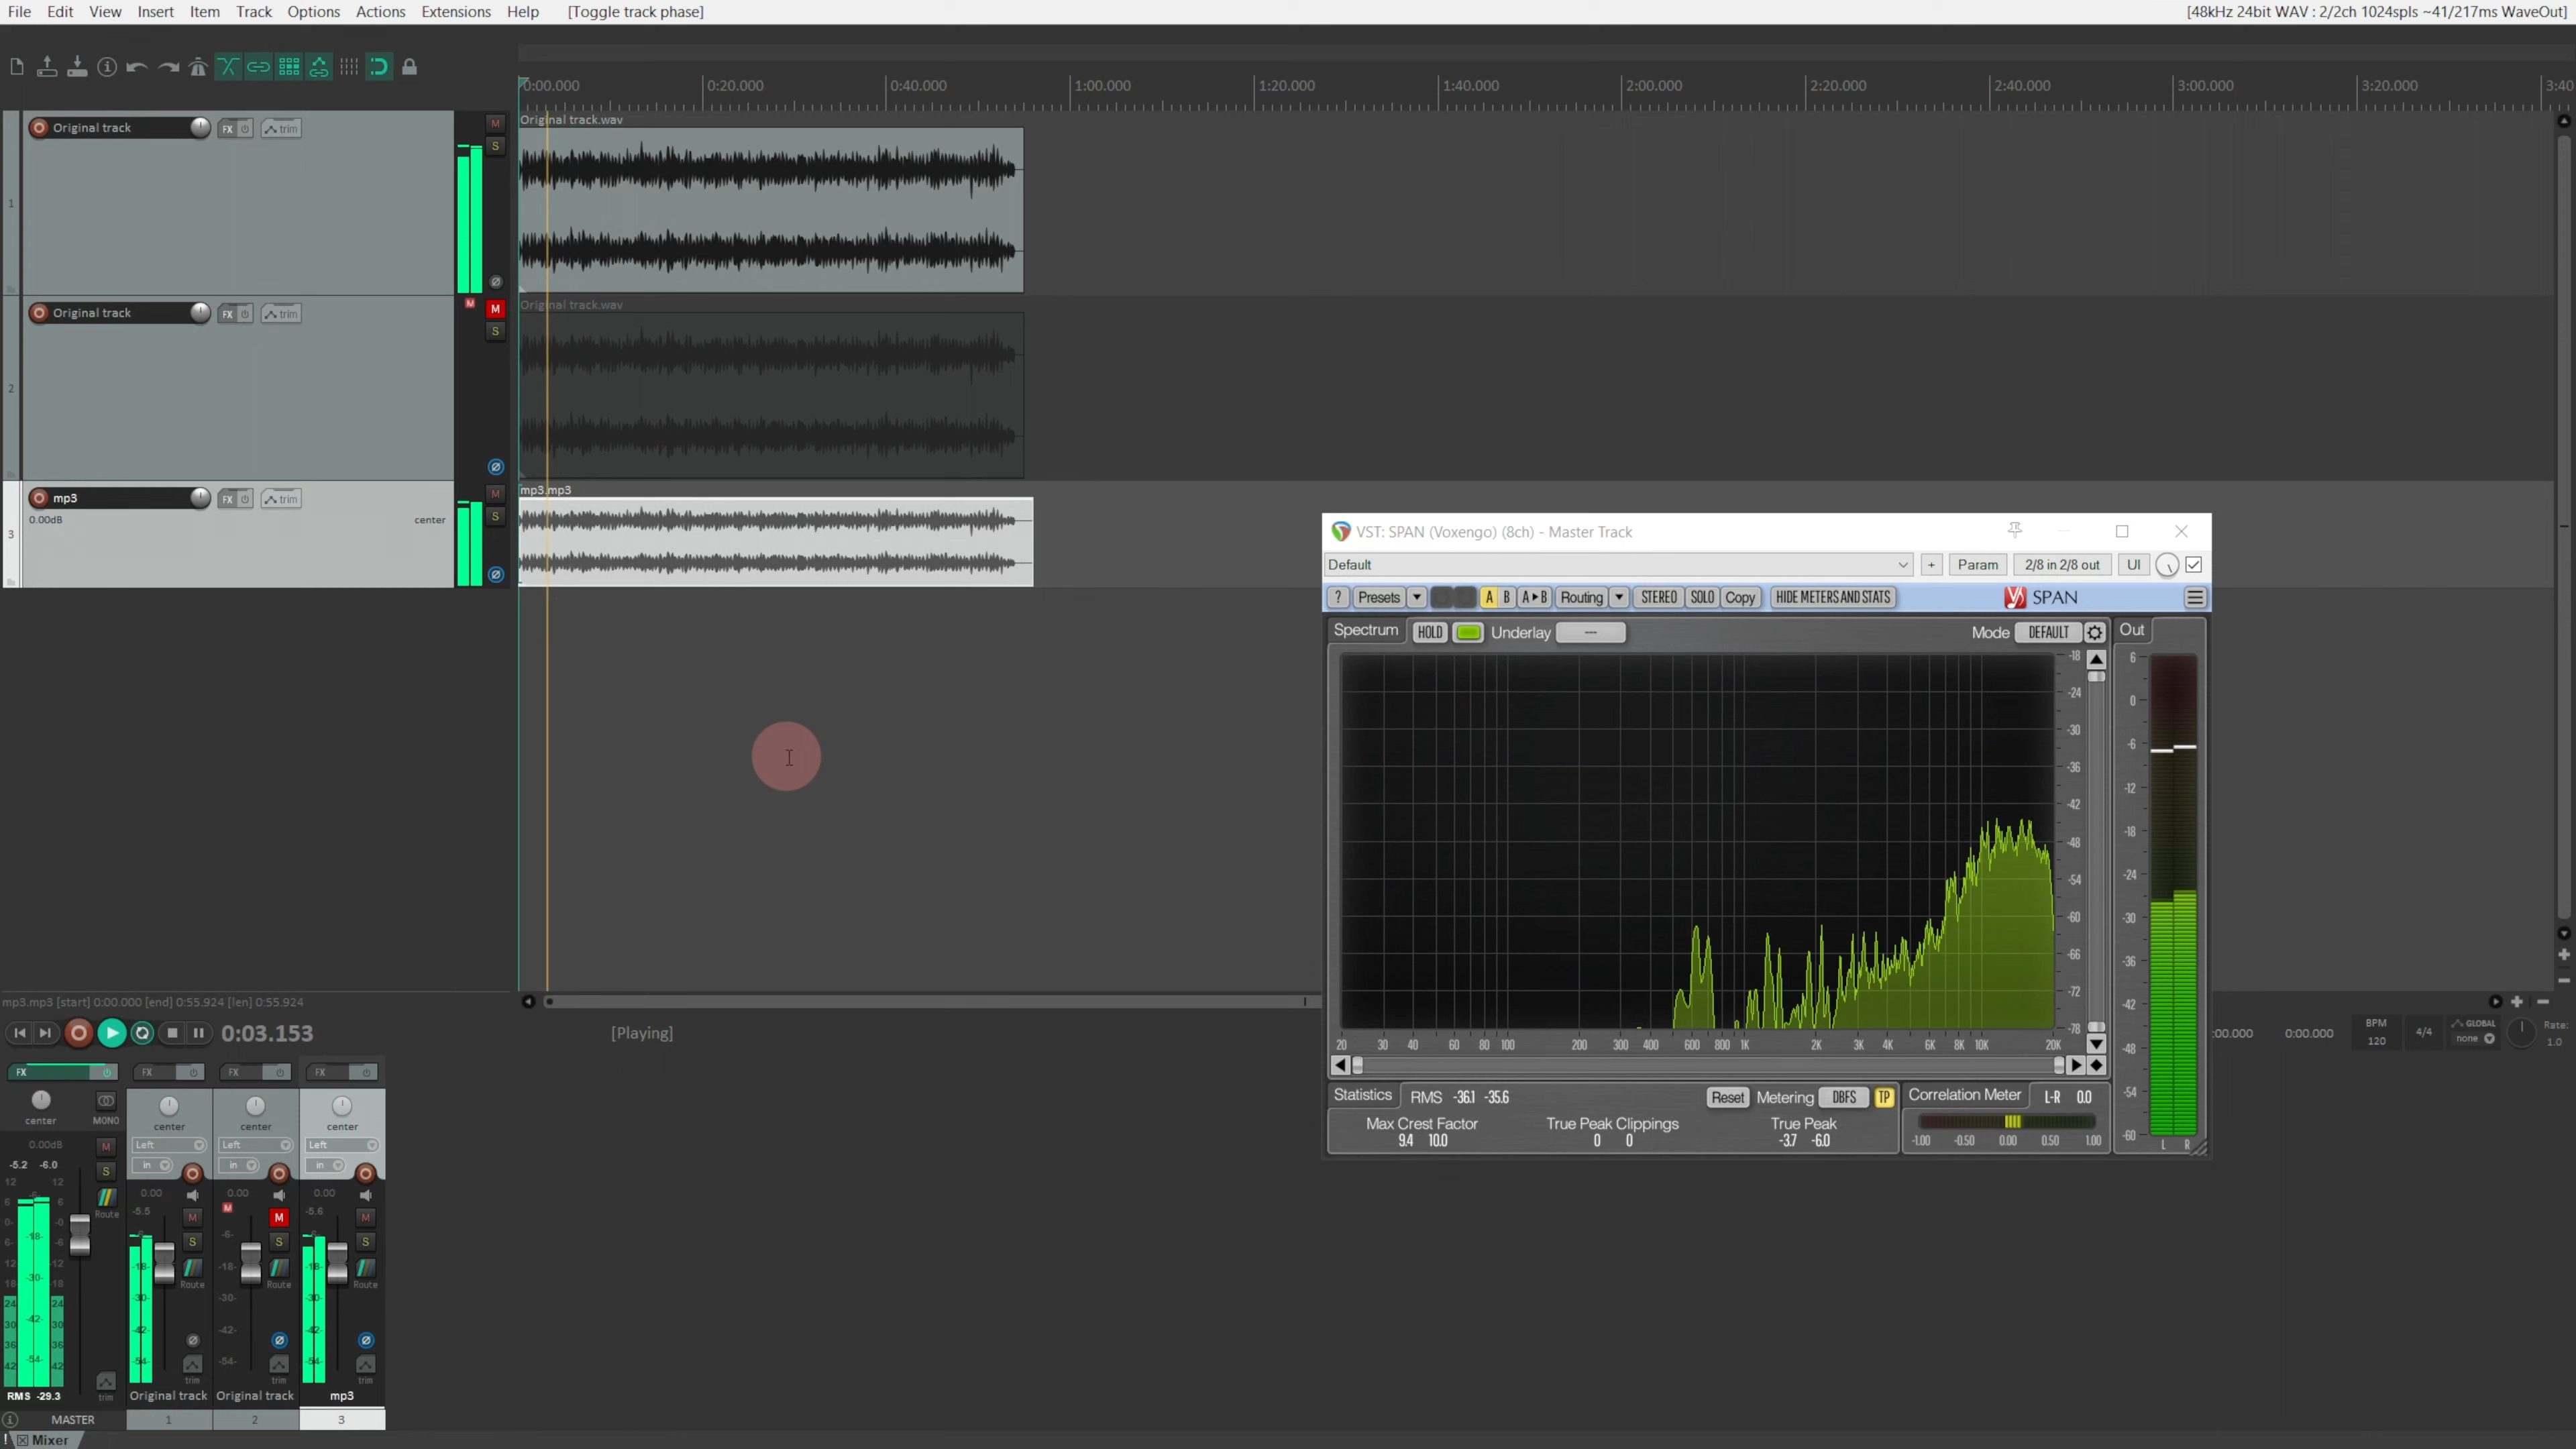 File Edit View Insert Item Track Options Actions Extensions Help [Toggle track phase] [48kHz 24bit WAV : 2/2ch 1024spls ~41/217ms WaveOut]
0:00.000 0:20.000 0:40.000 1:00.000 1:20.000 1:40.000 2:00.000 2:20.000 2:40.000 3:00.000 3:20.000 3:40
Original track.wav
Original track FX trim M
S
1
Original track.wav
Original track FX trim M M
S
2
mp3.mp3
mp3 FX trim M
0.00dB center S
3
VST: SPAN (Voxengo) (8ch) - Master Track
Default + Param 2/8 in 2/8 out UI
? Presets A B A▸B Routing STEREO SOLO Copy HIDE METERS AND STATS SPAN
Spectrum HOLD Underlay --- Mode DEFAULT Out
-18 -24 -30 -36 -42 -48 -54 -60 -66 -72 -78
6 0 -6 -12 -18 -24 -30 -36 -42 -48 -54 -60
20 30 40 60 80 100 200 300 400 600 800 1K 2K 3K 4K 6K 8K 10K 20K
Statistics RMS -36.1 -35.6 Reset Metering DBFS TP Correlation Meter L-R 0.0
Max Crest Factor True Peak Clippings True Peak
9.4 10.0 0 0 -3.7 -6.0 -1.00 -0.50 0.00 0.50 1.00 L R
mp3.mp3 [start] 0:00.000 [end] 0:55.924 [len] 0:55.924
0:03.153 [Playing] :00.000 0:00.000 BPM 120 4/4 GLOBAL none Rate: 1.0
FX FX FX FX
center MONO center center center
Left Left Left
in in in
0.00dB M 0.00 0.00 0.00
-5.2 -6.0 S -5.5 M -5.6
Route M M M
S S S
Route Route Route
trim trim trim trim
RMS -29.3 Original track Original track mp3
MASTER 1 2 3
! Mixer